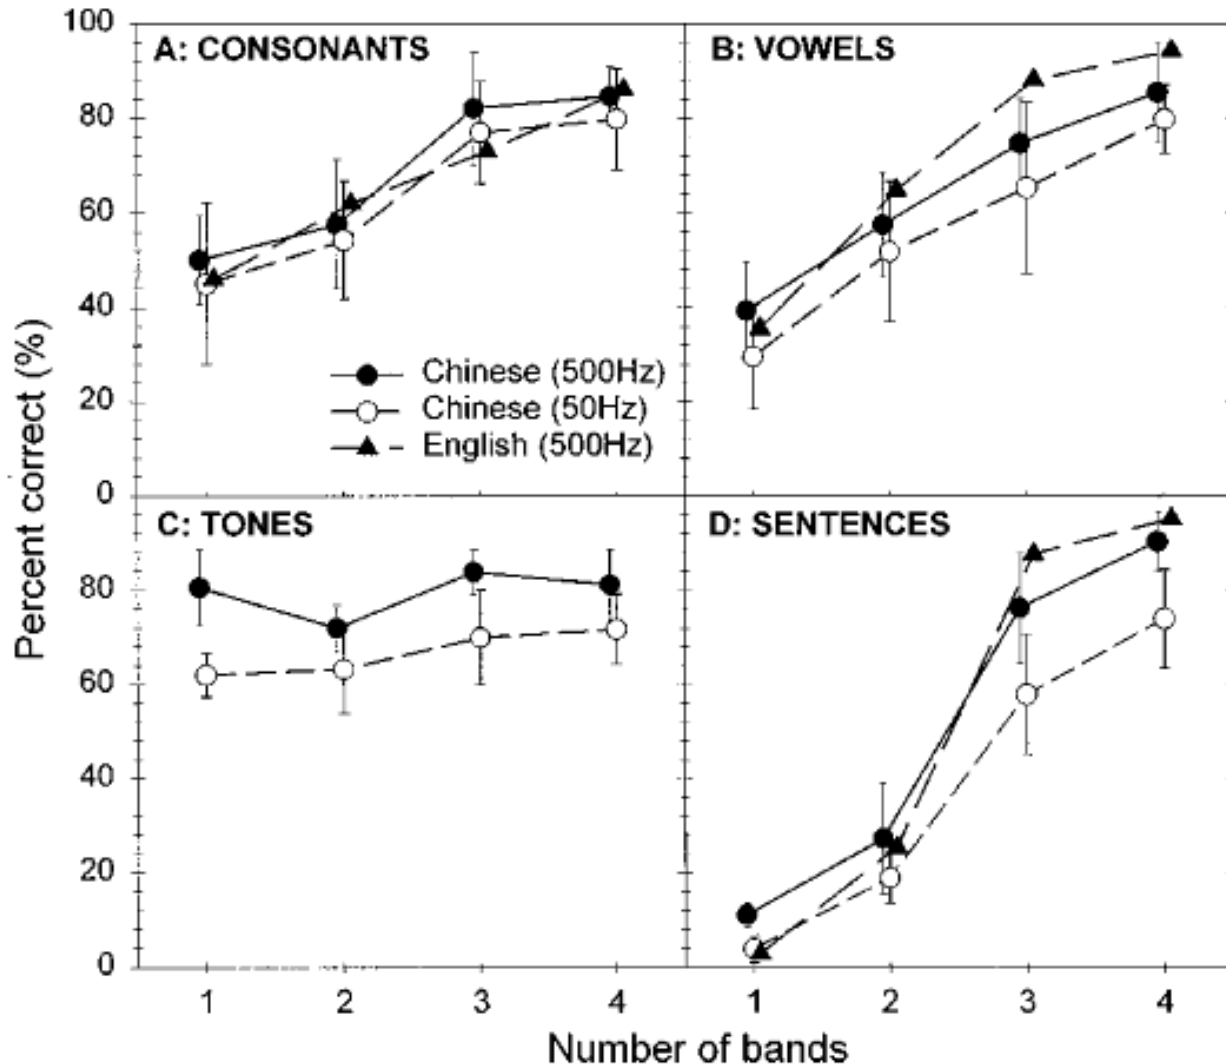 100
80
60
40
20
0
80
60
40
20
0
Percent correct (%)
A: CONSONANTS
Chinese (500Hz)
Chinese (50Hz)
English (500Hz)
B: VOWELS
C: TONES
D: SENTENCES
1 2 3 4
1 2 3 4
Number of bands